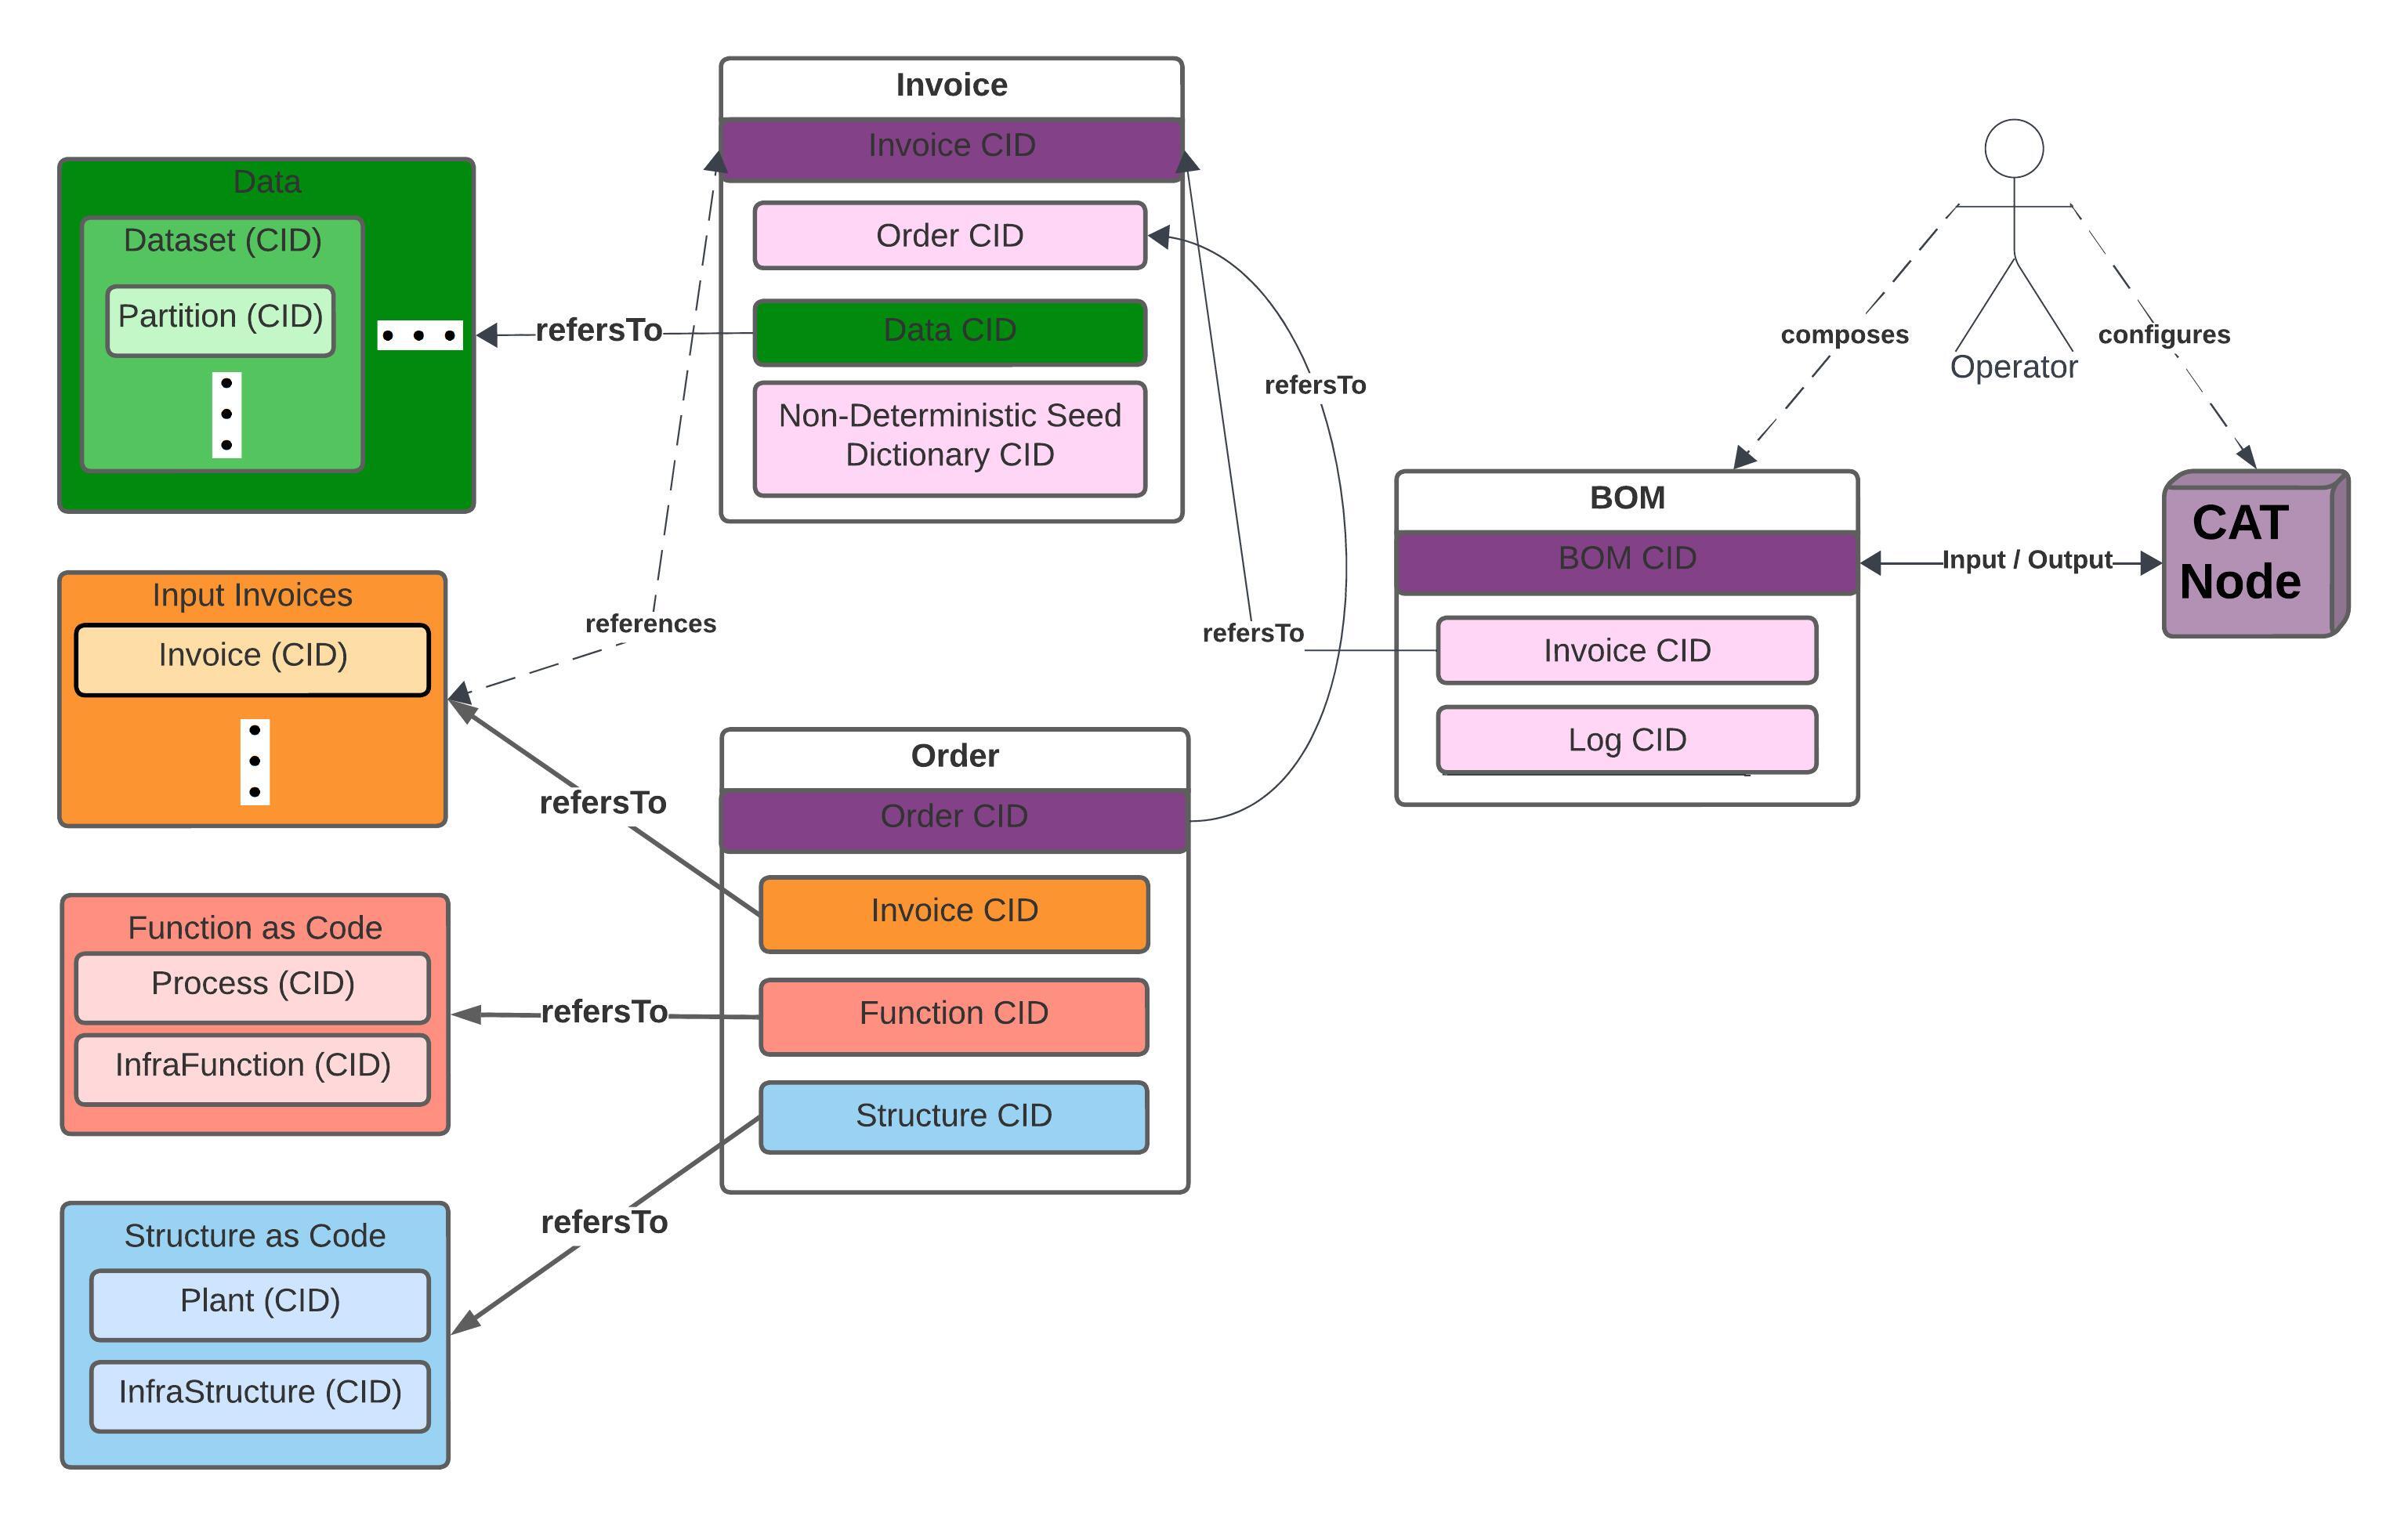 Invoice
Invoice CID
Order CID
Data CID
Non-Deterministic Seed
Dictionary CID
Data
Dataset (CID)
Partition (CID)
refersTo
references
refersTo
refersTo
composes
configures
Operator
BOM
BOM CID
Invoice CID
Log CID
Input / Output
CAT
Node
Input Invoices
Invoice (CID)
refersTo
Order
Order CID
Invoice CID
Function CID
Structure CID
Function as Code
Process (CID)
InfraFunction (CID)
refersTo
Structure as Code
Plant (CID)
InfraStructure (CID)
refersTo